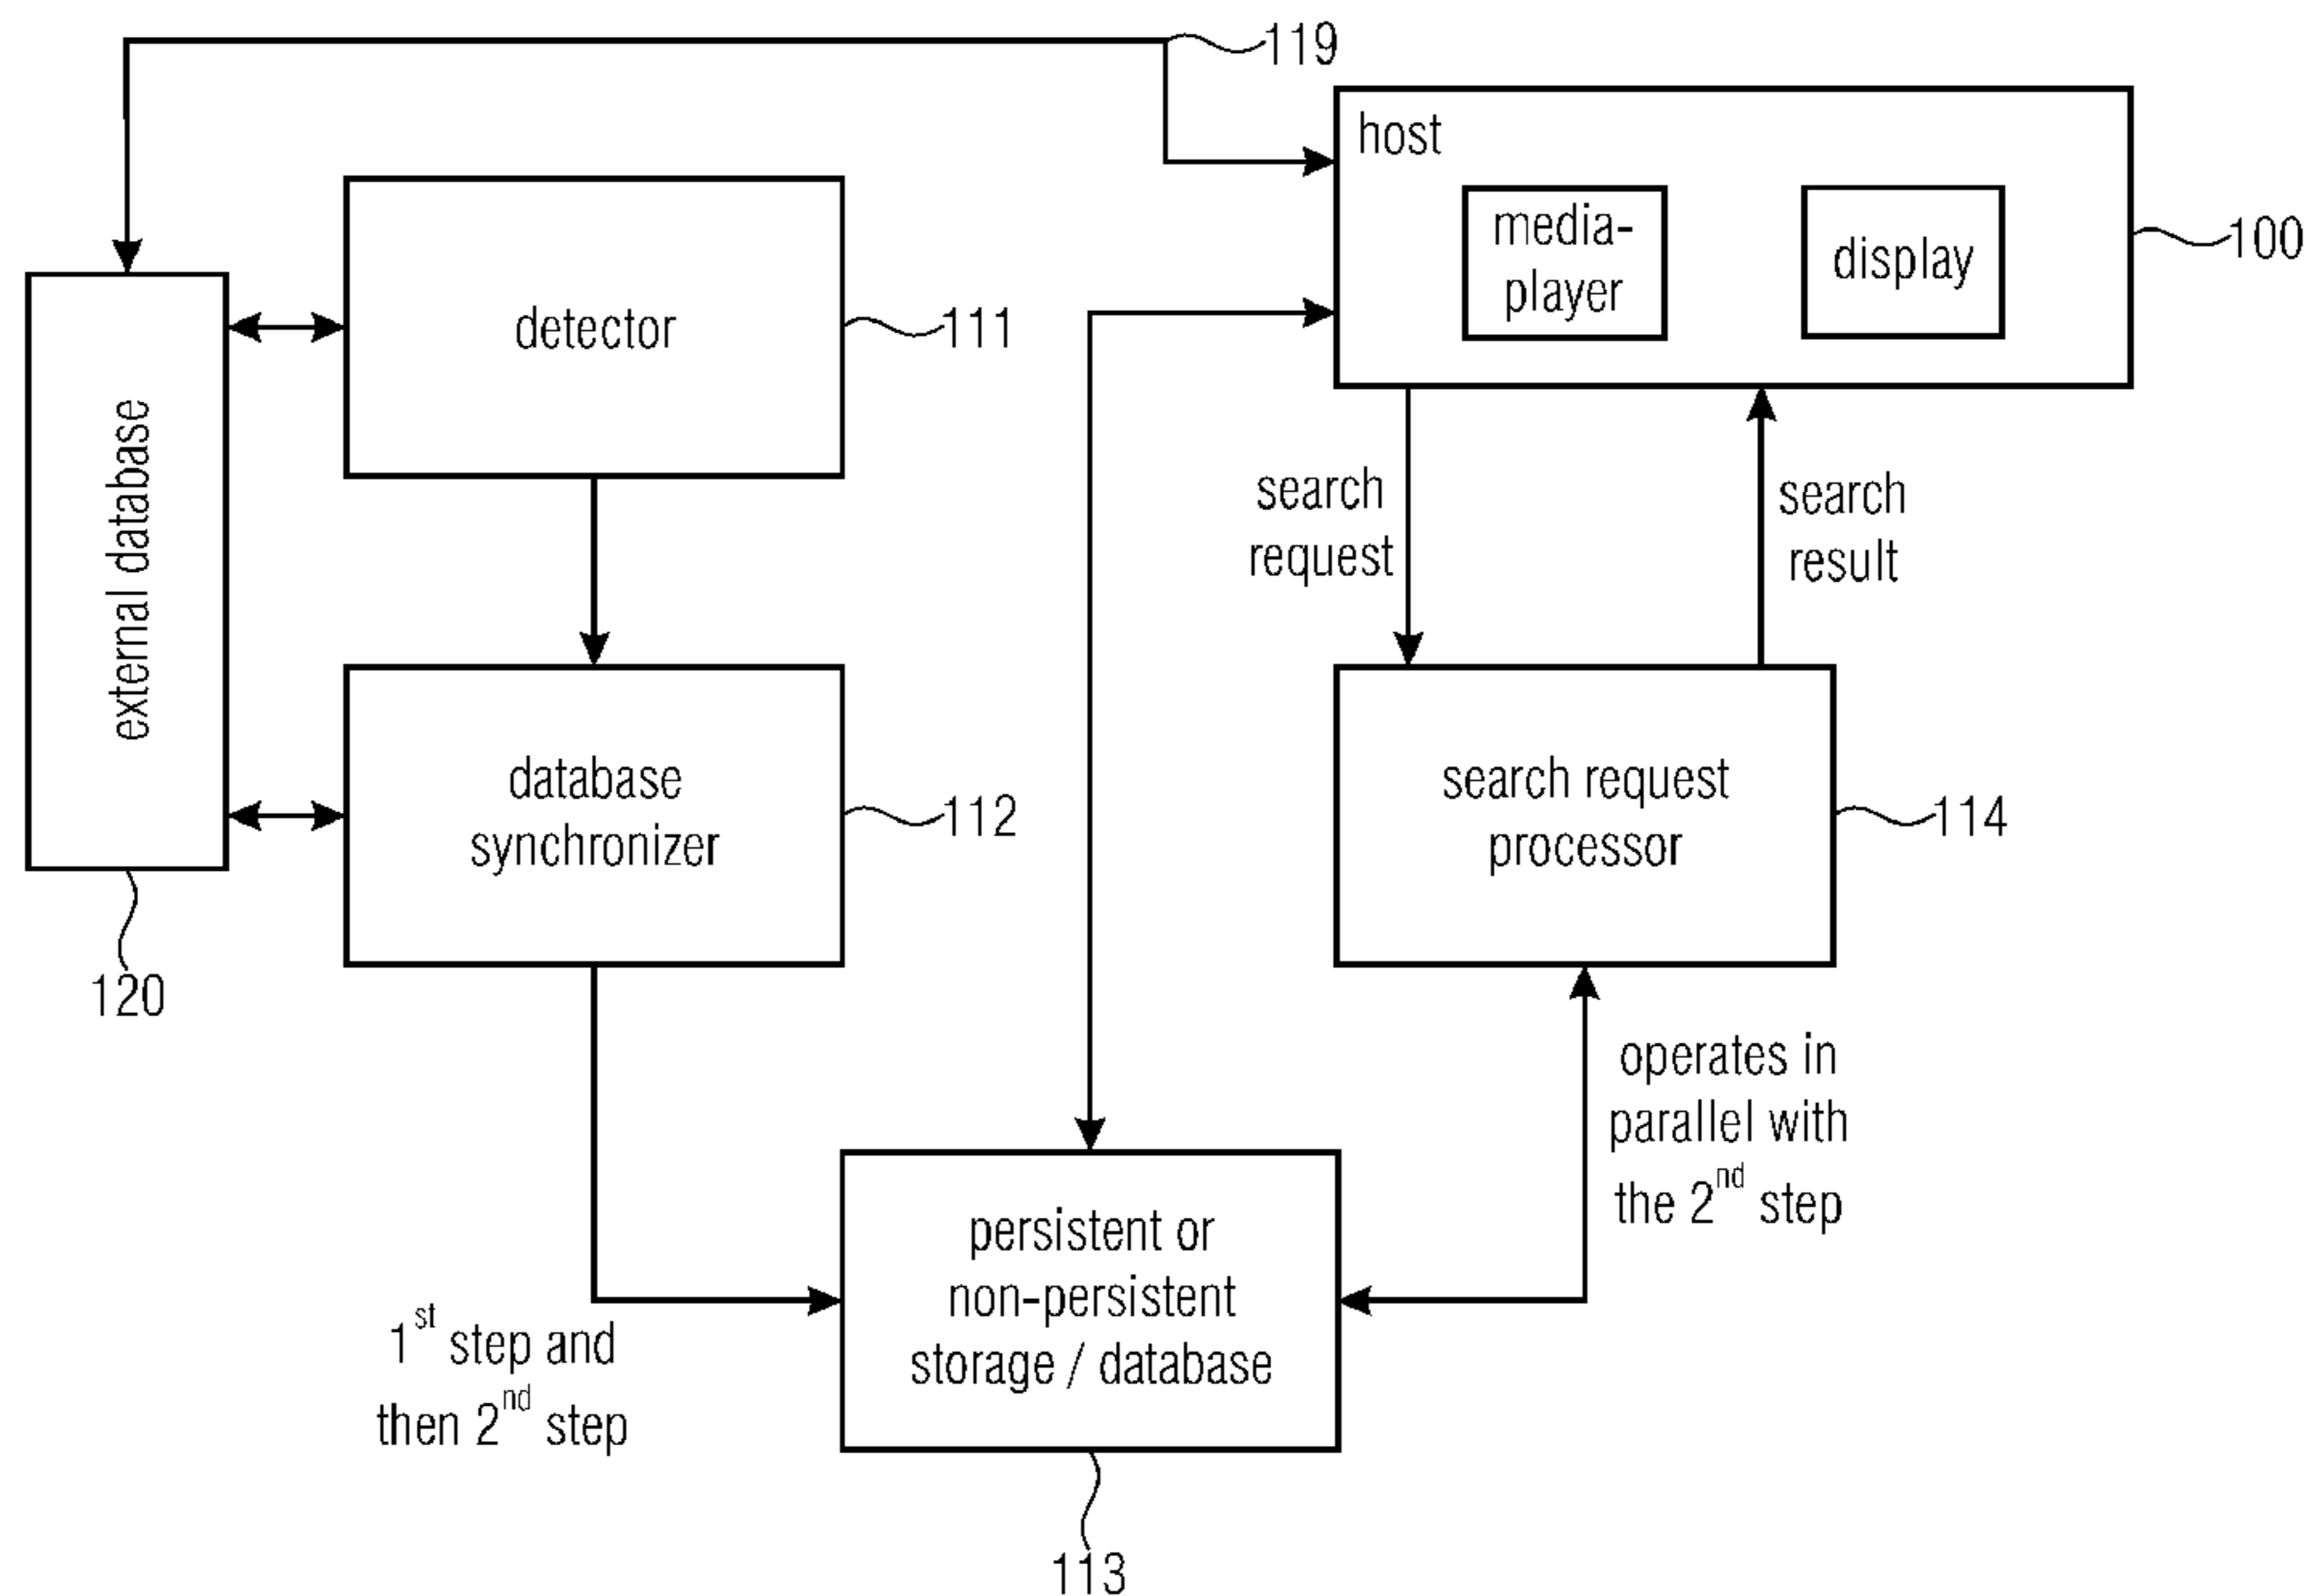 119
host
media-
player
display
100
detector
111
external database
search
request
search
result
database
synchronizer
112
search request
processor
114
120
operates in
parallel with
the 2nd step
persistent or
non-persistent
storage / database
1st step and
then 2nd step
113